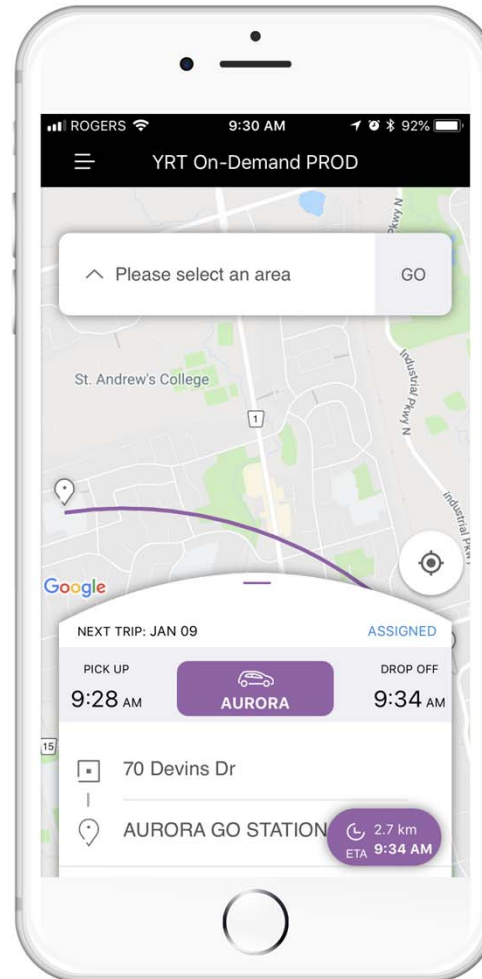 ROGERS 9:30 AM 92%
YRT On-Demand PROD
Pkwy N
Please select an area GO
St. Andrew's College
Industrial Pkwy N
1
Industrial
Google
NEXT TRIP: JAN 09 ASSIGNED
PICK UP DROP OFF
9:28 AM AURORA 9:34 AM
15
70 Devins Dr
AURORA GO STATION 2.7 km
ETA 9:34 AM